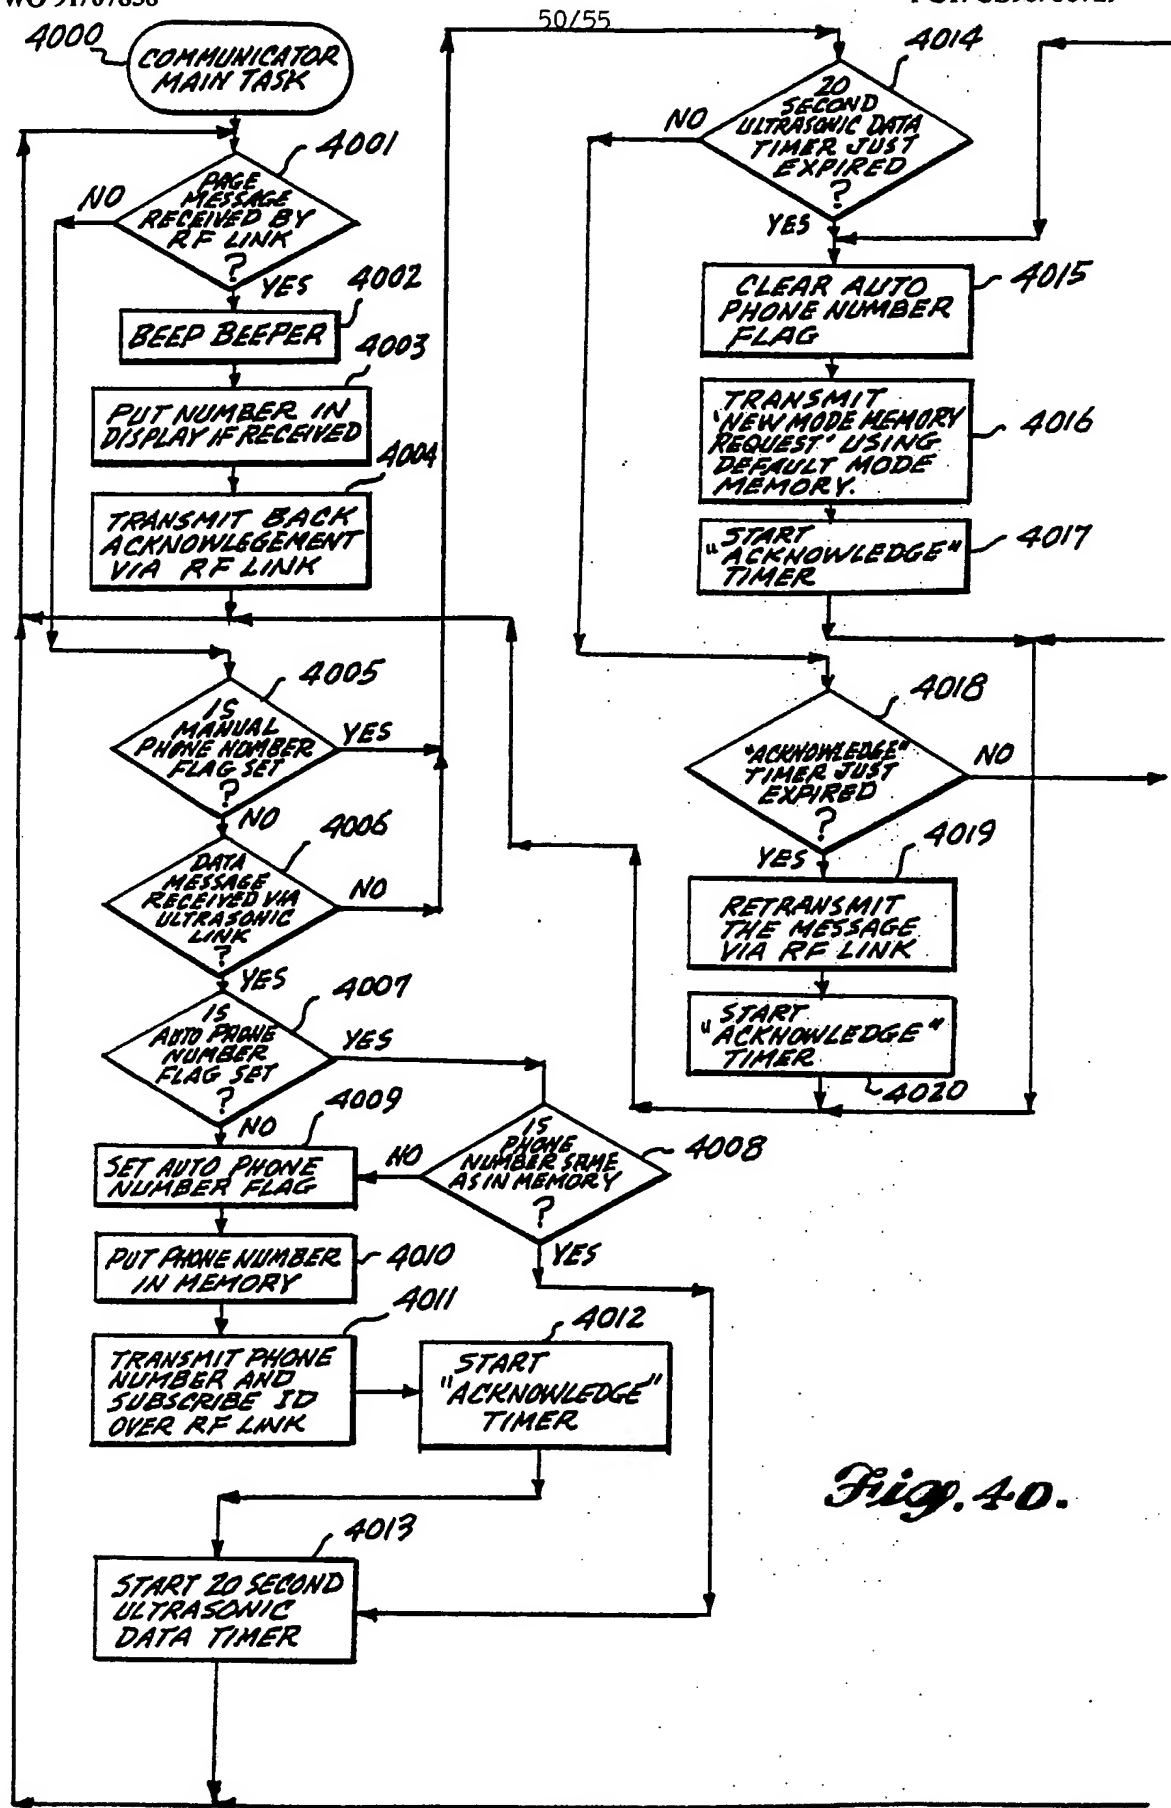 50/55
4000
COMMUNICATOR
MAIN TASK
4001
PAGE
MESSAGE
RECEIVED BY
RF LINK
?
NO
YES
4002
BEEP BEEPER
4003
PUT NUMBER IN
DISPLAY IF RECEIVED
4004
TRANSMIT BACK
ACKNOWLEGEMENT
VIA RF LINK
4005
IS
MANUAL
PHONE NUMBER
FLAG SET
?
YES
NO
4006
DATA
MESSAGE
RECEIVED VIA
ULTRASONIC
LINK
?
NO
YES
4007
IS
AUTO PHONE
NUMBER
FLAG SET
?
YES
NO
4009
SET AUTO PHONE
NUMBER FLAG
4008
IS
PHONE
NUMBER SAME
AS IN MEMORY
?
NO
YES
4010
PUT PHONE NUMBER
IN MEMORY
4011
TRANSMIT PHONE
NUMBER AND
SUBSCRIBE ID
OVER RF LINK
4012
START
"ACKNOWLEDGE"
TIMER
4013
START 20 SECOND
ULTRASONIC
DATA TIMER
4014
20
SECOND
ULTRASONIC DATA
TIMER JUST
EXPIRED
?
NO
YES
4015
CLEAR AUTO
PHONE NUMBER
FLAG
4016
TRANSMIT
'NEW MODE MEMORY
REQUEST' USING
DEFAULT MODE
MEMORY.
4017
START
"ACKNOWLEDGE"
TIMER
4018
"ACKNOWLEDGE"
TIMER JUST
EXPIRED
?
NO
YES
4019
RETRANSMIT
THE MESSAGE
VIA RF LINK
START
"ACKNOWLEDGE"
TIMER
4020
Fig. 40.